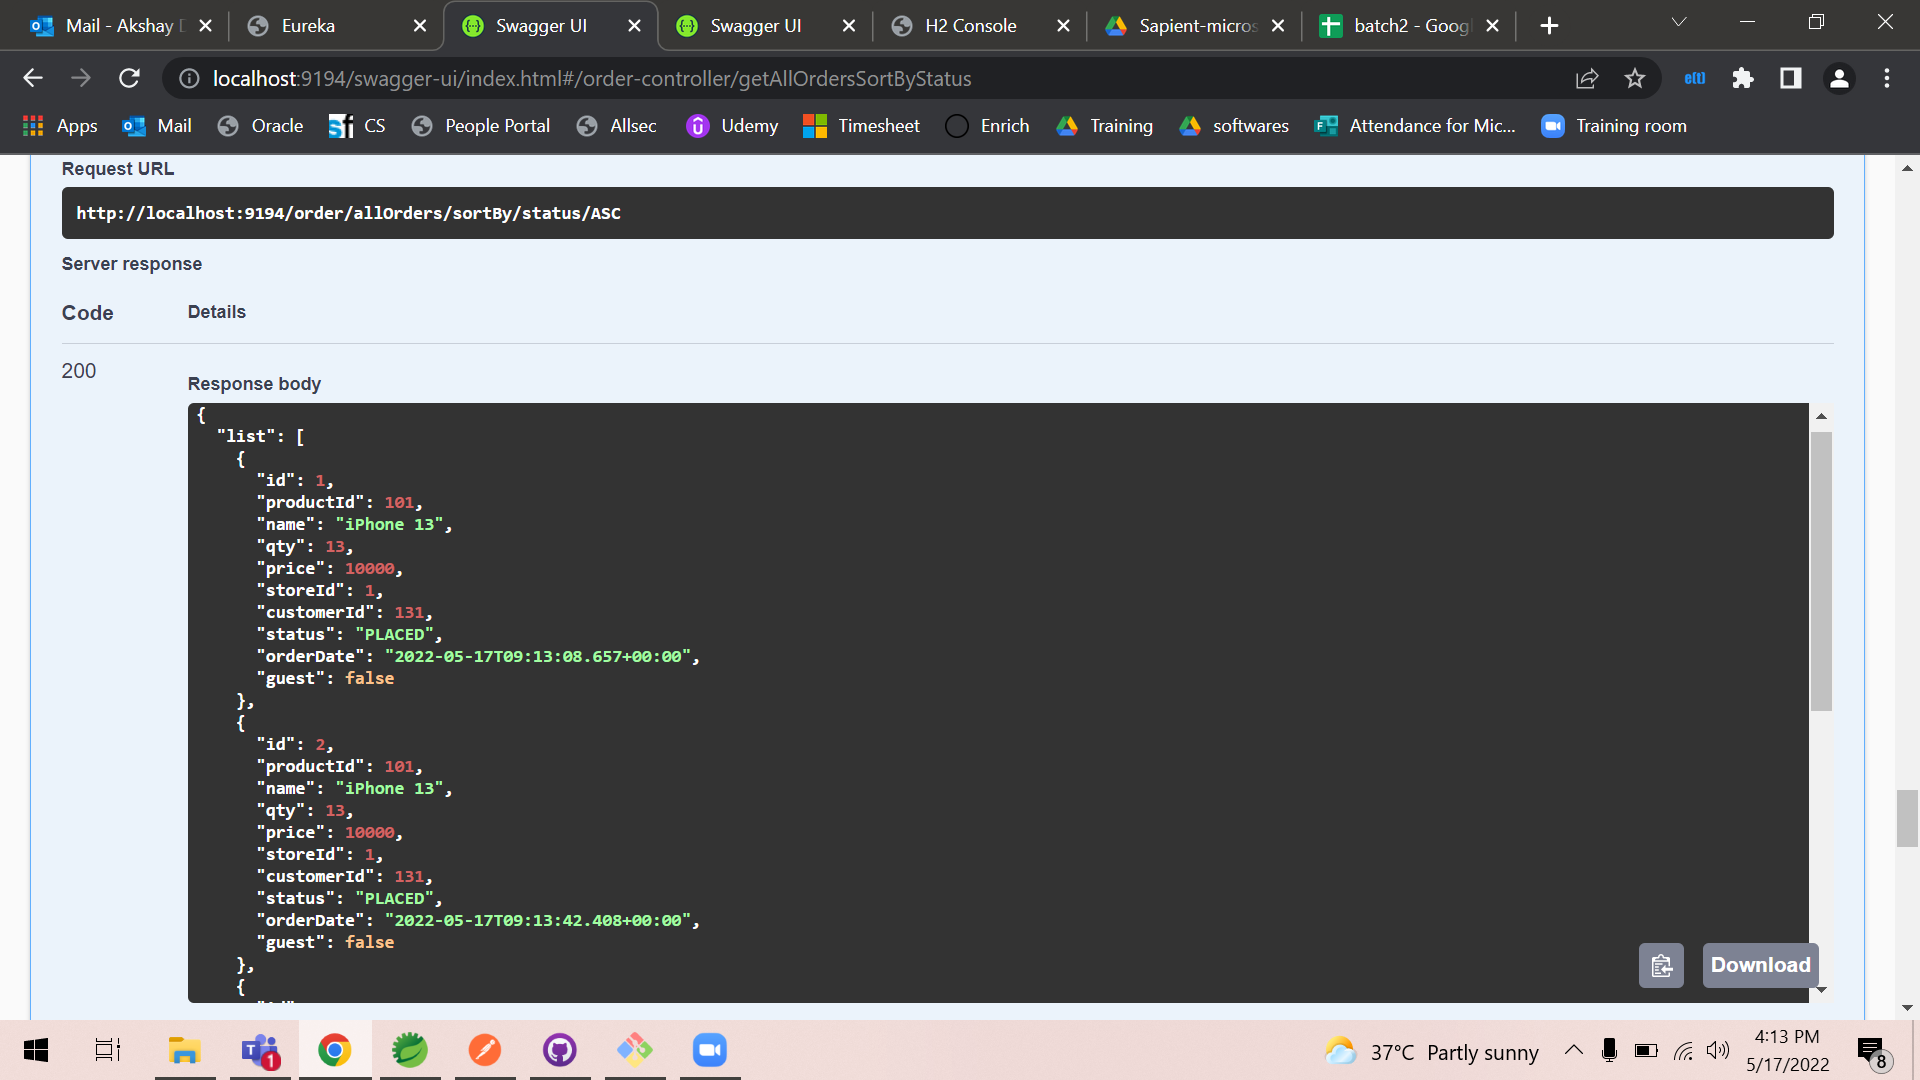 Mail - Akshay D
Eureka
Swagger UI
Swagger UI
H2 Console
Sapient-micros
batch2 - Googl
localhost:9194/swagger-ui/index.html#/order-controller/getAllOrdersSortByStatus
e(t)
Apps
Mail
Oracle
CS
People Portal
Allsec
Udemy
Timesheet
Enrich
Training
softwares
Attendance for Mic...
Training room
Request URL
http://localhost:9194/order/allOrders/sortBy/status/ASC
Server response
Code Details
200
Response body
{
"list": [
{
"id": 1,
"productId": 101,
"name": "iPhone 13",
"qty": 13,
"price": 10000,
"storeId": 1,
"customerId": 131,
"status": "PLACED",
"orderDate": "2022-05-17T09:13:08.657+00:00",
"guest": false
},
{
"id": 2,
"productId": 101,
"name": "iPhone 13",
"qty": 13,
"price": 10000,
"storeId": 1,
"customerId": 131,
"status": "PLACED",
"orderDate": "2022-05-17T09:13:42.408+00:00",
"guest": false
},
{
Download
1
37°C Partly sunny
4:13 PM
5/17/2022
8